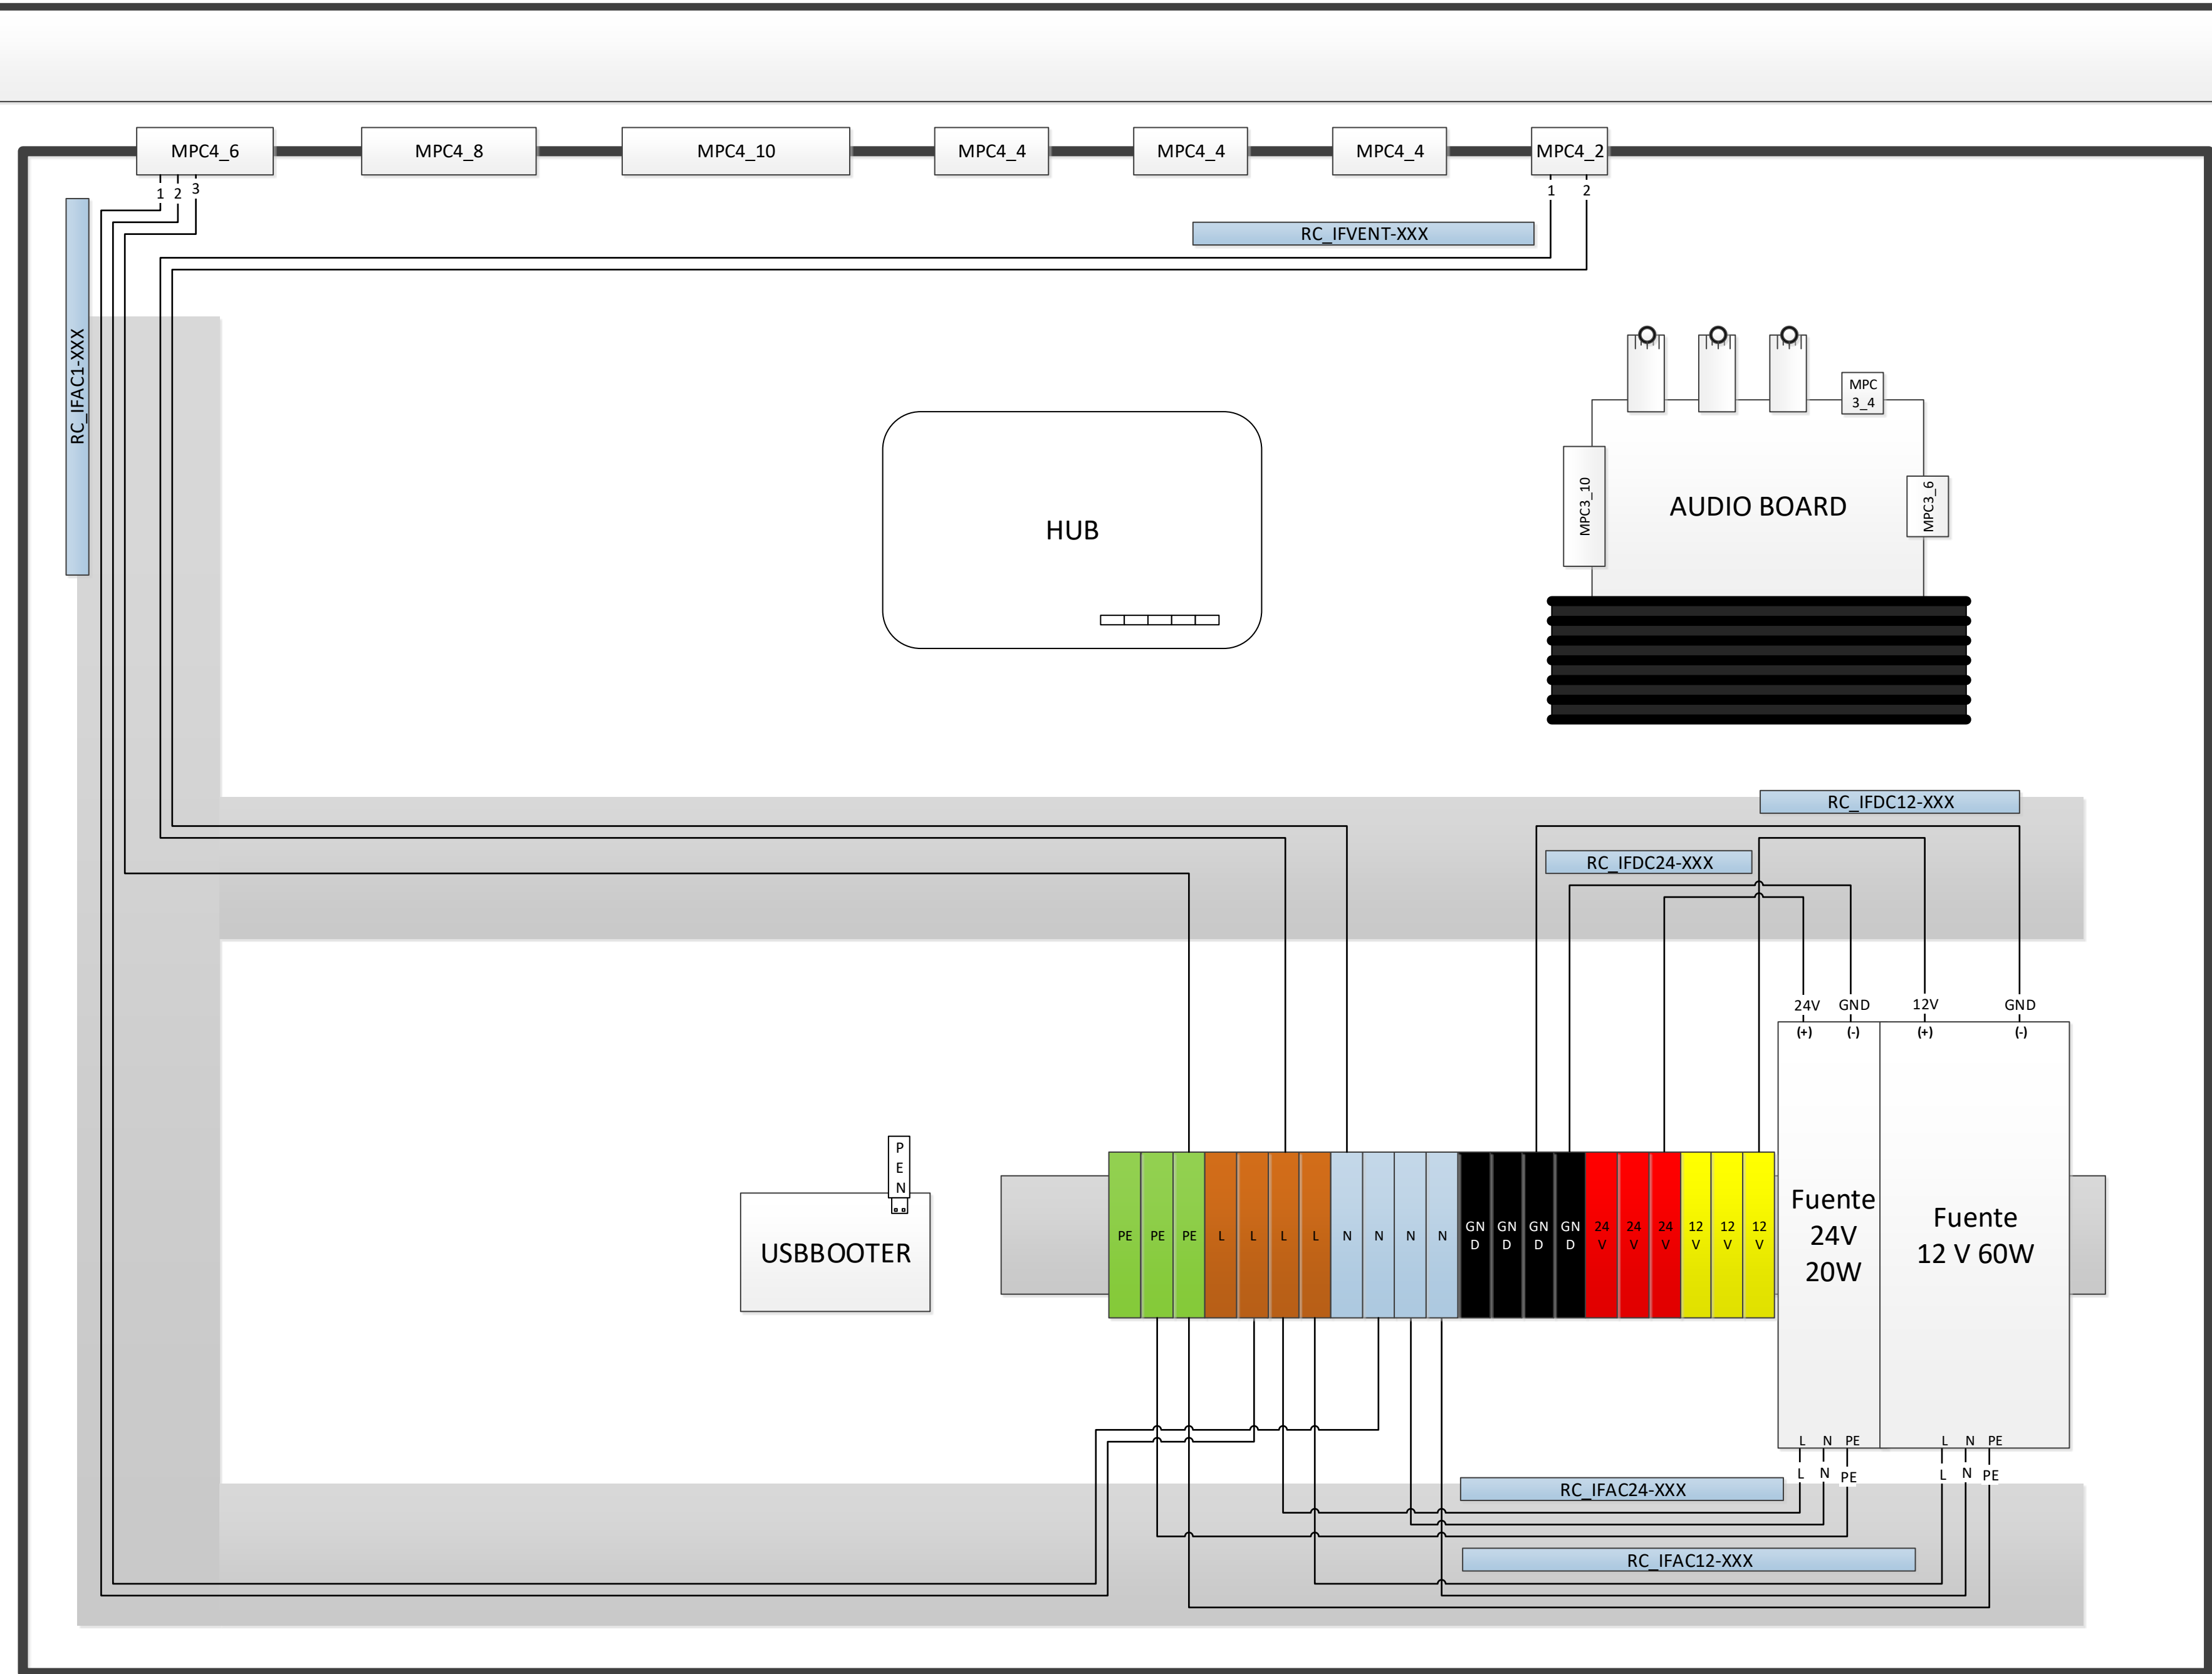 MPC4_6
MPC4_8
MPC4_10
MPC4_4
MPC4_4
MPC4_4
MPC4_2
1 2 3
1 2
RC_IFVENT-XXX
RC_IFAC1-XXX
MPC
3_4
MPC3_10
AUDIO BOARD
MPC3_6
HUB
RC_IFDC12-XXX
RC_IFDC24-XXX
24V GND 12V GND
(+) (-) (+) (-)
P
E
N
USBBOOTER
PE PE PE L L L L N N N N
GN
D
GN
D
GN
D
GN
D
24
V
24
V
24
V
12
V
12
V
12
V
Fuente
24V
20W
Fuente
12 V 60W
L N PE L N PE
L N PE L N PE
RC_IFAC24-XXX
RC_IFAC12-XXX